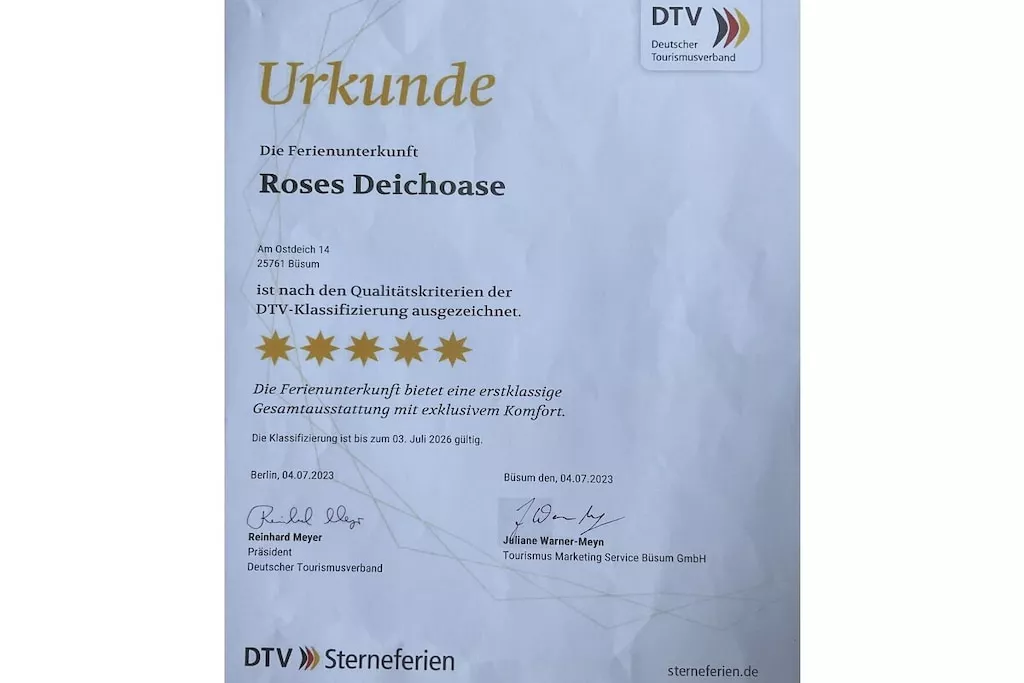 DTV
Deutscher
Tourismusverband
Urkunde
Die Ferienunterkunft
Roses Deichoase
Am Ostdeich 14
25761 Büsum
ist nach den Qualitätskriterien der
DTV-Klassifizierung ausgezeichnet.
Die Ferienunterkunft bietet eine erstklassige
Gesamtausstattung mit exklusivem Komfort.
Die Klassifizierung ist bis zum 03. Juli 2026 gültig.
Berlin, 04.07.2023
Büsum den, 04.07.2023
Reinhard Meyer
Präsident
Deutscher Tourismusverband
Juliane Warner-Meyn
Tourismus Marketing Service Büsum GmbH
DTV Sterneferien
sterneferien.de